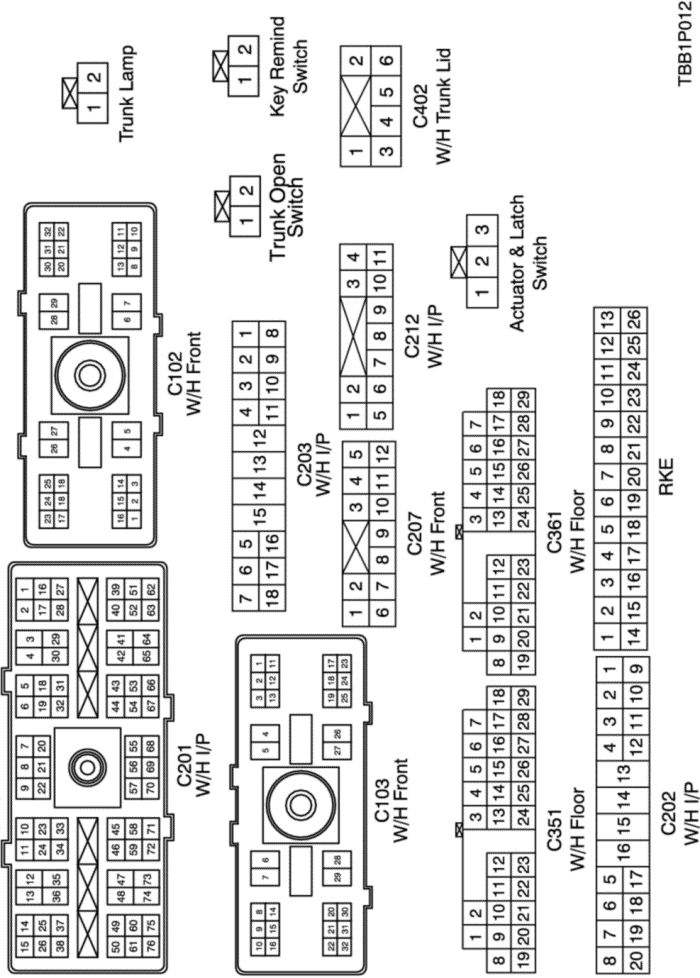 15 14 13 12 11 10 9 8 7 6 5 4 3 2 1
26 25 24 23 22 21 20 19 18 17 16
38 37 36 35 34 33 32 31 30 29 28 27
50 49 48 47 46 45 44 43 42 41 40 39
61 60 59 58 57 56 55 54 53 52 51
76 75 74 73 72 71 70 69 68 67 66 65 64 63 62
C201
W/H I/P
23 24 25 26 27 28 29 30 31 32
17 18 18 20 21 22
16 15 14 4 5 6 7 13 12 11
1 2 3 8 9 10
C102
W/H Front
1 2
Trunk Lamp
10 9 8 7 6 5 4 3 2 1
16 15 14 13 12 11
22 21 20 29 28 27 26 19 18 17
32 31 30 25 24 23
C103
W/H Front
7 6 5 15 14 13 12 4 3 2 1
18 17 16 11 10 9 8
C203
W/H I/P
1 2
Trunk Open
Switch
1 2
Key Remind
Switch
1 2 3 4 5
6 7 8 9 10 11 12
C207
W/H Front
1 2 3 4
5 6 7 8 9 10 11
C212
W/H I/P
1 2
3 4 5 6
C402
W/H Trunk Lid
1 2 3 4 5 6 7
8 9 10 11 12 13 14 15 16 17 18
19 20 21 22 23 24 25 26 27 28 29
C351
W/H Floor
1 2 3 4 5 6 7
8 9 10 11 12 13 14 15 16 17 18
19 20 21 22 23 24 25 26 27 28 29
C361
W/H Floor
1 2 3
Actuator & Latch
Switch
8 7 6 5 16 15 14 13 4 3 2 1
20 19 18 17 12 11 10 9
C202
W/H I/P
1 2 3 4 5 6 7 8 9 10 11 12 13
14 15 16 17 18 19 20 21 22 23 24 25 26
RKE
TBB1P012